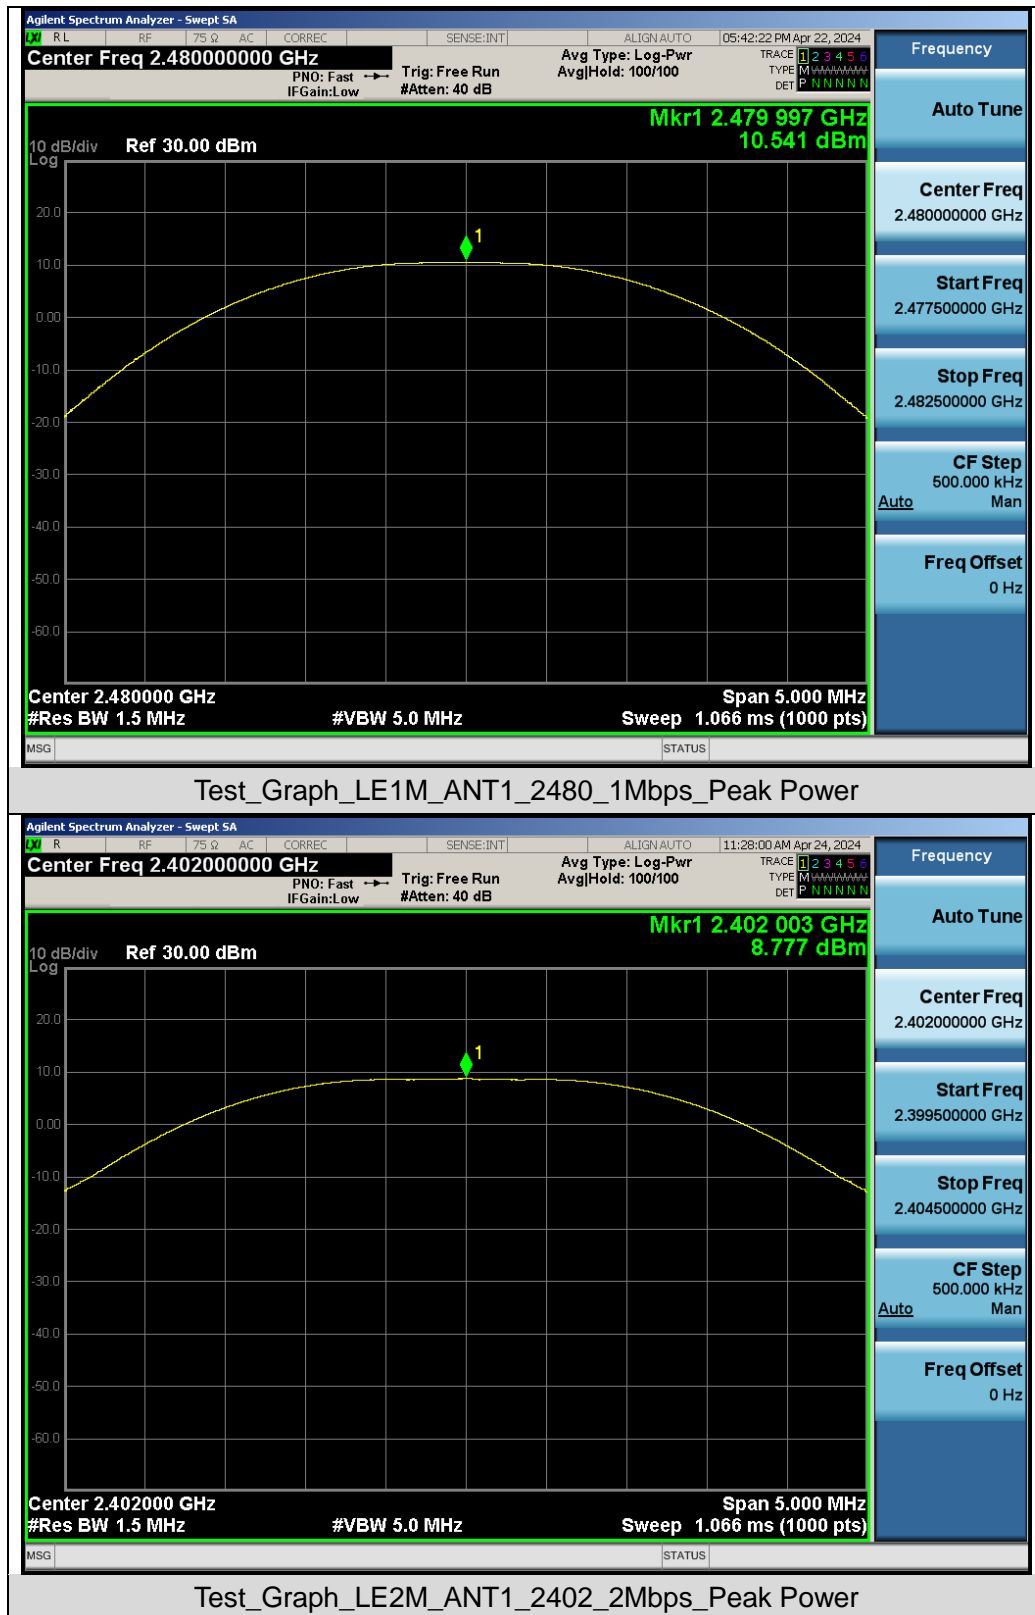 Agilent Spectrum Analyzer - Swept SA
LXI RL RF 75 Ω AC CORREC SENSE:INT ALIGN AUTO 05:42:22 PM Apr 22, 2024
Center Freq 2.480000000 GHz
PNO: Fast
IFGain:Low
Trig: Free Run
#Atten: 40 dB
Avg Type: Log-Pwr
Avg|Hold: 100/100
TRACE 1 2 3 4 5 6
TYPE M
DET P N N N N N
Mkr1 2.479 997 GHz
10.541 dBm
10 dB/div
Log
Ref 30.00 dBm
1
20.0
10.0
0.00
-10.0
-20.0
-30.0
-40.0
-50.0
-60.0
Center 2.480000 GHz
Span 5.000 MHz
#Res BW 1.5 MHz
#VBW 5.0 MHz
Sweep 1.066 ms (1000 pts)
MSG
STATUS
Frequency
Auto Tune
Center Freq
2.480000000 GHz
Start Freq
2.477500000 GHz
Stop Freq
2.482500000 GHz
CF Step
500.000 kHz
Auto Man
Freq Offset
0 Hz
Test_Graph_LE1M_ANT1_2480_1Mbps_Peak Power
Agilent Spectrum Analyzer - Swept SA
LXI R RF 75 Ω AC CORREC SENSE:INT ALIGN AUTO 11:28:00 AM Apr 24, 2024
Center Freq 2.402000000 GHz
PNO: Fast
IFGain:Low
Trig: Free Run
#Atten: 40 dB
Avg Type: Log-Pwr
Avg|Hold: 100/100
TRACE 1 2 3 4 5 6
TYPE M
DET P N N N N N
Mkr1 2.402 003 GHz
8.777 dBm
10 dB/div
Log
Ref 30.00 dBm
1
20.0
10.0
0.00
-10.0
-20.0
-30.0
-40.0
-50.0
-60.0
Center 2.402000 GHz
Span 5.000 MHz
#Res BW 1.5 MHz
#VBW 5.0 MHz
Sweep 1.066 ms (1000 pts)
MSG
STATUS
Frequency
Auto Tune
Center Freq
2.402000000 GHz
Start Freq
2.399500000 GHz
Stop Freq
2.404500000 GHz
CF Step
500.000 kHz
Auto Man
Freq Offset
0 Hz
Test_Graph_LE2M_ANT1_2402_2Mbps_Peak Power